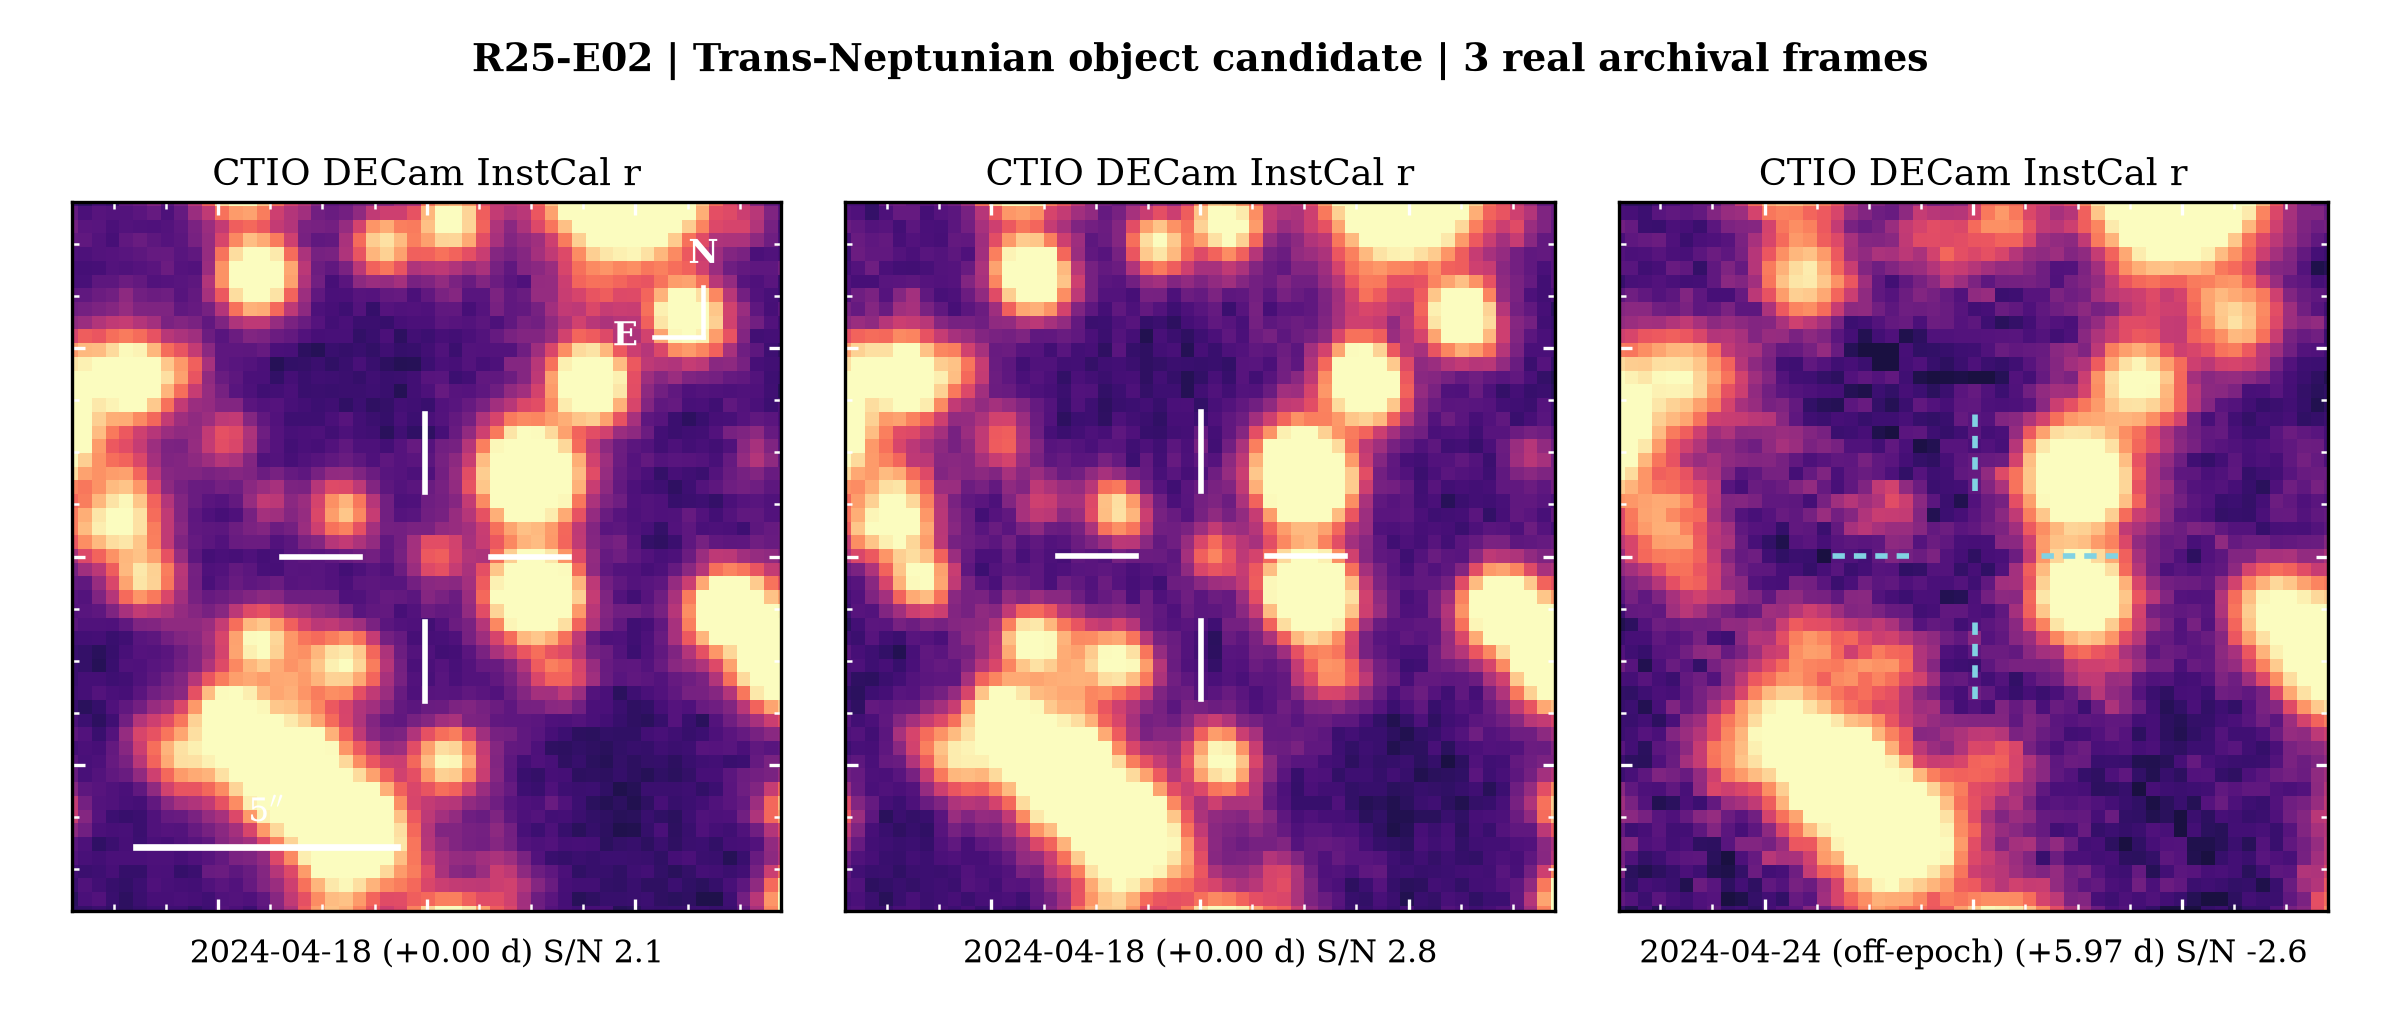 R25-E02 | Trans-Neptunian object candidate | 3 real archival frames
CTIO DECam InstCal r
CTIO DECam InstCal r
CTIO DECam InstCal r
N
E
5″
2024-04-18 (+0.00 d) S/N 2.1
2024-04-18 (+0.00 d) S/N 2.8
2024-04-24 (off-epoch) (+5.97 d) S/N -2.6